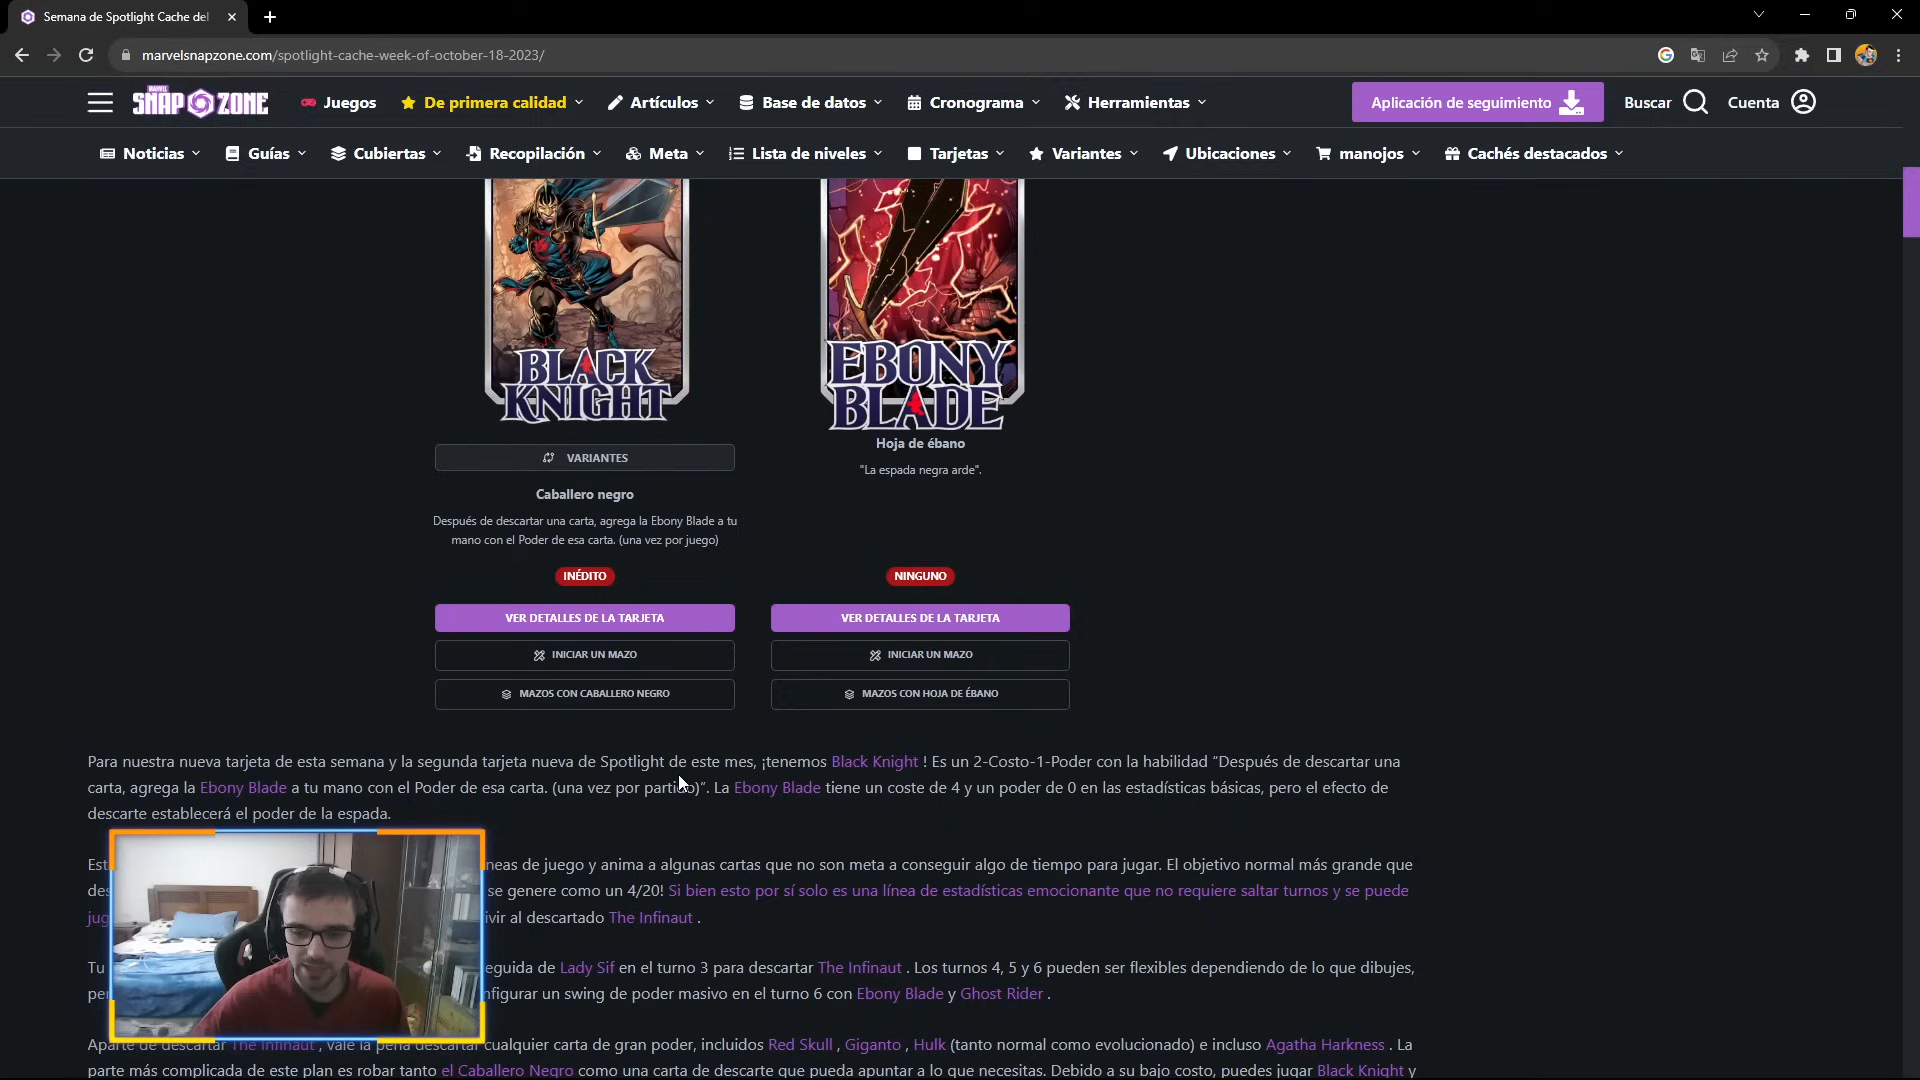 Semana de Spotlight Cache del
marvelsnapzone.com/spotlight-cache-week-of-october-18-2023/
MARVEL
SNAP ZONE
Juegos
De primera calidad
Artículos
Base de datos
Cronograma
Herramientas
Aplicación de seguimiento
Buscar
Cuenta
Noticias
Guías
Cubiertas
Recopilación
Meta
Lista de niveles
Tarjetas
Variantes
Ubicaciones
manojos
Cachés destacados
BLACK
KNIGHT
EBONY
BLADE
VARIANTES
Caballero negro
Después de descartar una carta, agrega la Ebony Blade a tu
mano con el Poder de esa carta. (una vez por juego)
INÉDITO
VER DETALLES DE LA TARJETA
INICIAR UN MAZO
MAZOS CON CABALLERO NEGRO
Hoja de ébano
"La espada negra arde".
NINGUNO
VER DETALLES DE LA TARJETA
INICIAR UN MAZO
MAZOS CON HOJA DE ÉBANO
Para nuestra nueva tarjeta de esta semana y la segunda tarjeta nueva de Spotlight de este mes, ¡tenemos Black Knight ! Es un 2-Costo-1-Poder con la habilidad “Después de descartar una
carta, agrega la Ebony Blade a tu mano con el Poder de esa carta. (una vez por partido)”. La Ebony Blade tiene un coste de 4 y un poder de 0 en las estadísticas básicas, pero el efecto de
descarte establecerá el poder de la espada.
Est neas de juego y anima a algunas cartas que no son meta a conseguir algo de tiempo para jugar. El objetivo normal más grande que
des se genere como un 4/20! Si bien esto por sí solo es una línea de estadísticas emocionante que no requiere saltar turnos y se puede
jug ivir al descartado The Infinaut .
Tu eguida de Lady Sif en el turno 3 para descartar The Infinaut . Los turnos 4, 5 y 6 pueden ser flexibles dependiendo de lo que dibujes,
per nfigurar un swing de poder masivo en el turno 6 con Ebony Blade y Ghost Rider .
Aparte de descartar The Infinaut , vale la pena descartar cualquier carta de gran poder, incluidos Red Skull , Giganto , Hulk (tanto normal como evolucionado) e incluso Agatha Harkness . La
parte más complicada de este plan es robar tanto el Caballero Negro como una carta de descarte que pueda apuntar a lo que necesitas. Debido a su bajo costo, puedes jugar Black Knight y